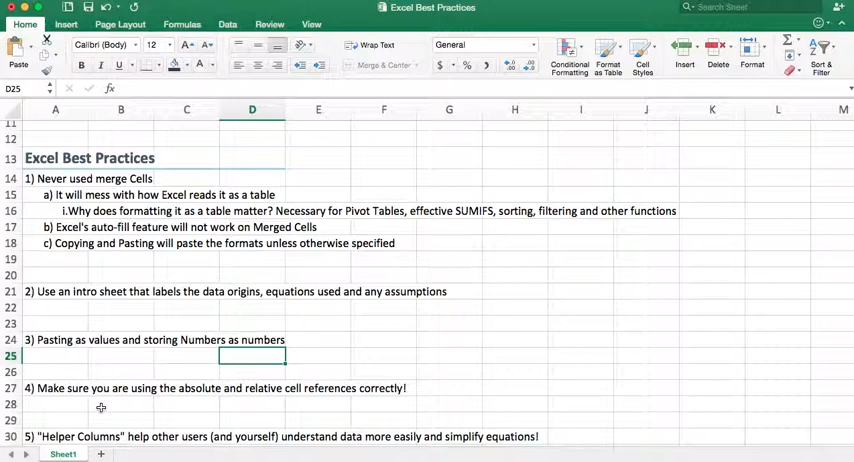 Excel Best Practices
Search Sheet
Home Insert Page Layout Formulas Data Review View
Paste
Calibri (Body) 12 A A
B I U A
Wrap Text
Merge & Center
General
$ % )
Conditional Formatting
Format as Table
Cell Styles
Insert Delete Format
Sort & Filter
D25 fx
A B C D E F G H I J K L M
11
12
13 Excel Best Practices
14 1) Never used merge Cells
15 a) It will mess with how Excel reads it as a table
16 i.Why does formatting it as a table matter? Necessary for Pivot Tables, effective SUMIFS, sorting, filtering and other functions
17 b) Excel's auto-fill feature will not work on Merged Cells
18 c) Copying and Pasting will paste the formats unless otherwise specified
19
20
21 2) Use an intro sheet that labels the data origins, equations used and any assumptions
22
23
24 3) Pasting as values and storing Numbers as numbers
25
26
27 4) Make sure you are using the absolute and relative cell references correctly!
28
29
30 5) "Helper Columns" help other users (and yourself) understand data more easily and simplify equations!
Sheet1 +